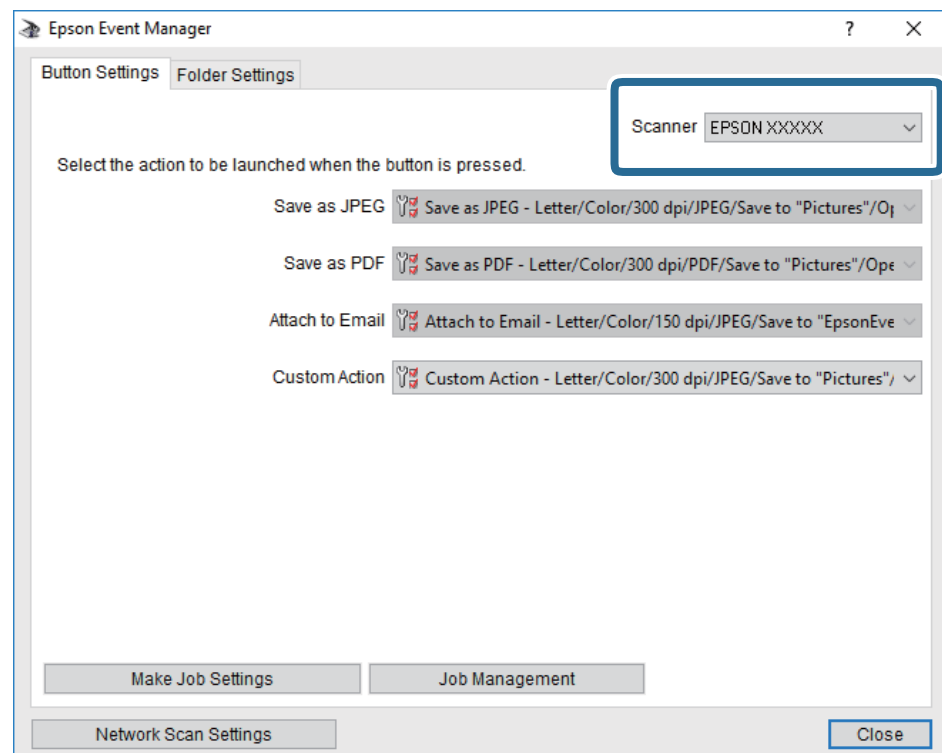 Epson Event Manager
Button Settings Folder Settings
Scanner EPSON XXXXX
Select the action to be launched when the button is pressed.
Save as JPEG Save as JPEG - Letter/Color/300 dpi/JPEG/Save to "Pictures"/Op
Save as PDF Save as PDF - Letter/Color/300 dpi/PDF/Save to "Pictures"/Ope
Attach to Email Attach to Email - Letter/Color/150 dpi/JPEG/Save to "EpsonEve
Custom Action Custom Action - Letter/Color/300 dpi/JPEG/Save to "Pictures"/
Make Job Settings Job Management
Network Scan Settings Close